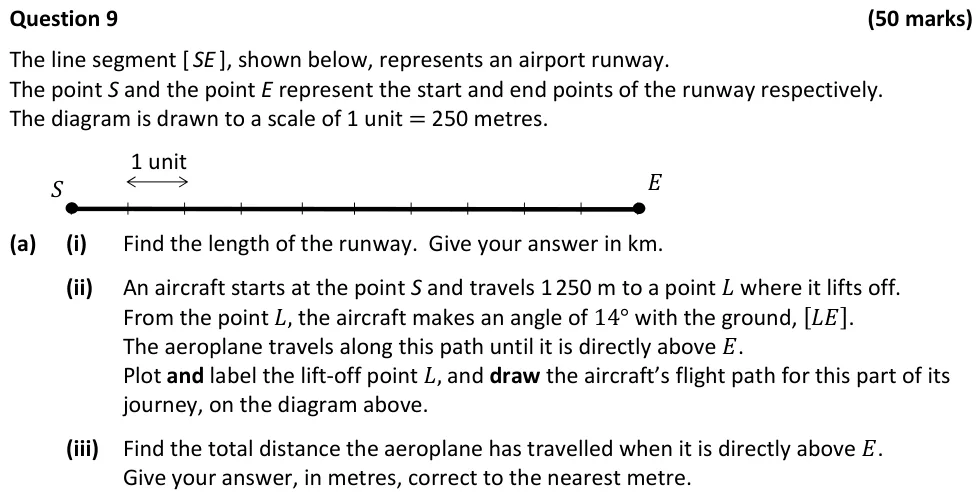 Question 9 (50 marks)
The line segment [SE], shown below, represents an airport runway.
The point S and the point E represent the start and end points of the runway respectively.
The diagram is drawn to a scale of 1 unit = 250 metres.
1 unit
S E
(a) (i) Find the length of the runway. Give your answer in km.
(ii) An aircraft starts at the point S and travels 1250 m to a point L where it lifts off.
From the point L, the aircraft makes an angle of 14° with the ground, [LE].
The aeroplane travels along this path until it is directly above E.
Plot and label the lift-off point L, and draw the aircraft’s flight path for this part of its
journey, on the diagram above.
(iii) Find the total distance the aeroplane has travelled when it is directly above E.
Give your answer, in metres, correct to the nearest metre.